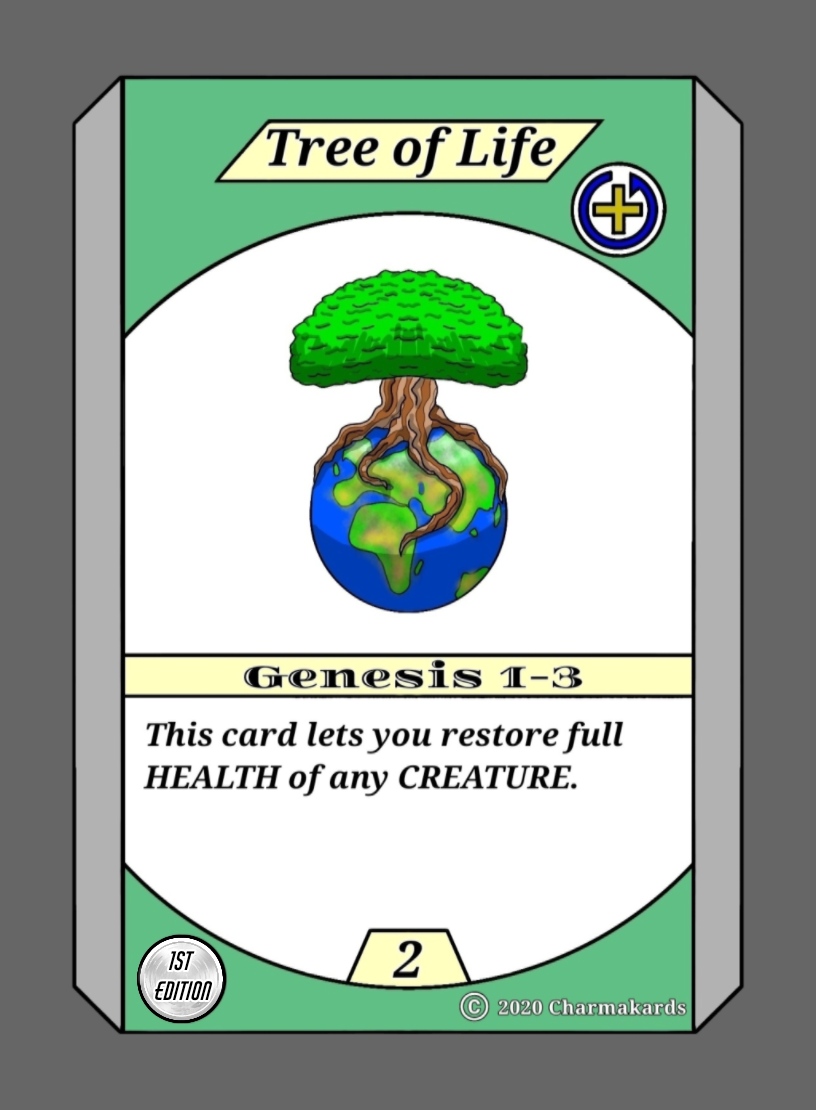 Tree of Life
Genesis 1-3
This card lets you restore full
HEALTH of any CREATURE.
2
1ST
EDITION
© 2020 Charmakards